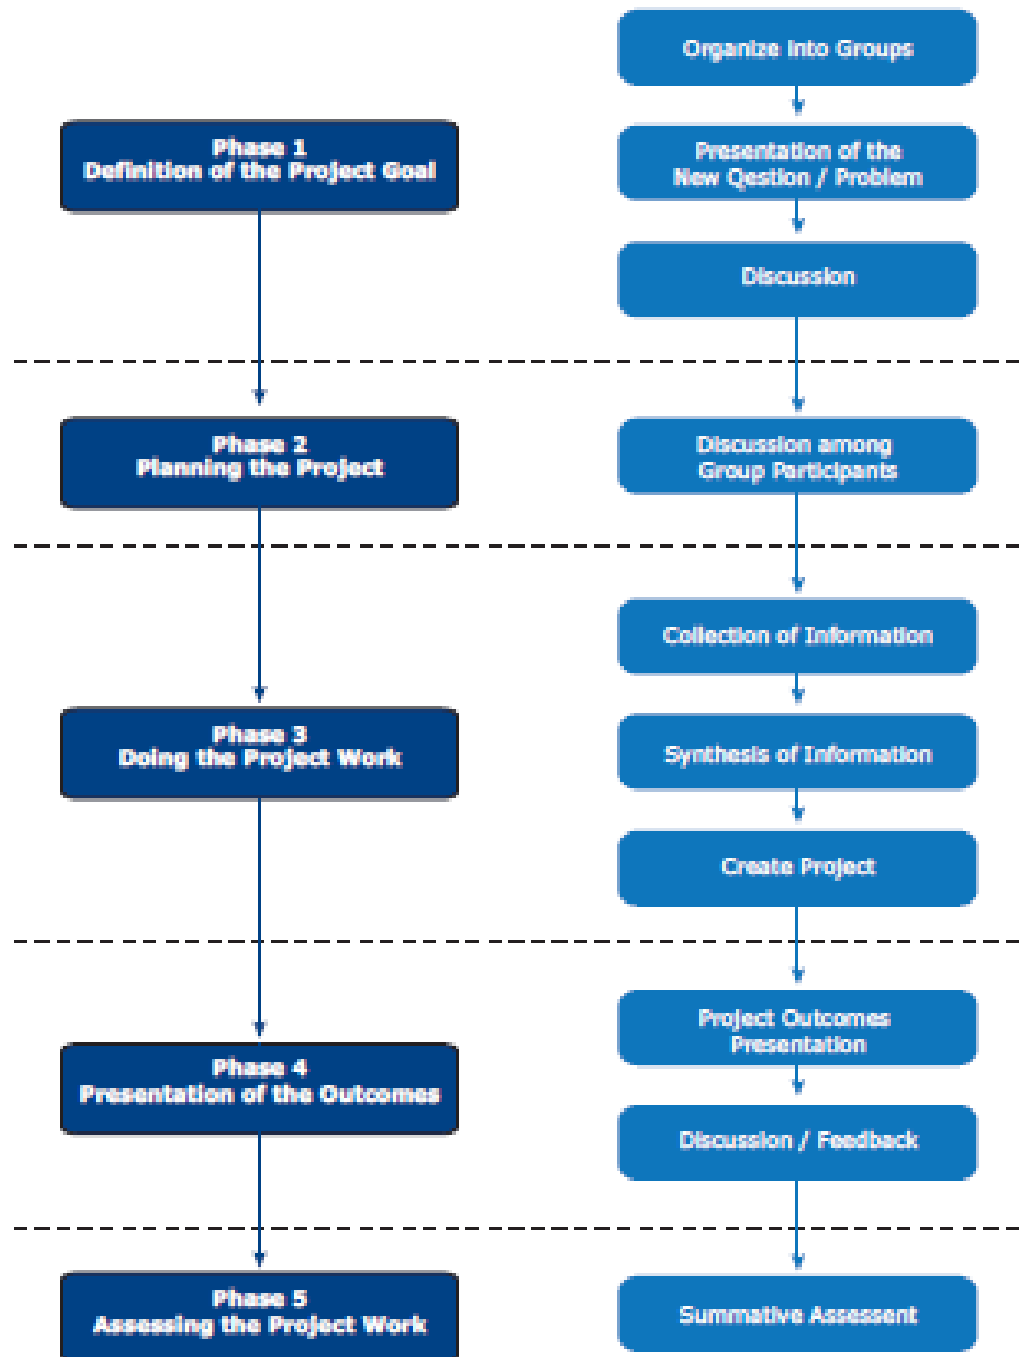 Organize into Groups
Phase 1
Definition of the Project Goal
Presentation of the
New Qestion / Problem
Discussion
Phase 2
Planning the Project
Discussion among
Group Participants
Collection of Information
Phase 3
Doing the Project Work
Synthesis of Information
Create Project
Project Outcomes
Presentation
Phase 4
Presentation of the Outcomes
Discussion / Feedback
Phase 5
Assessing the Project Work
Summative Assessent